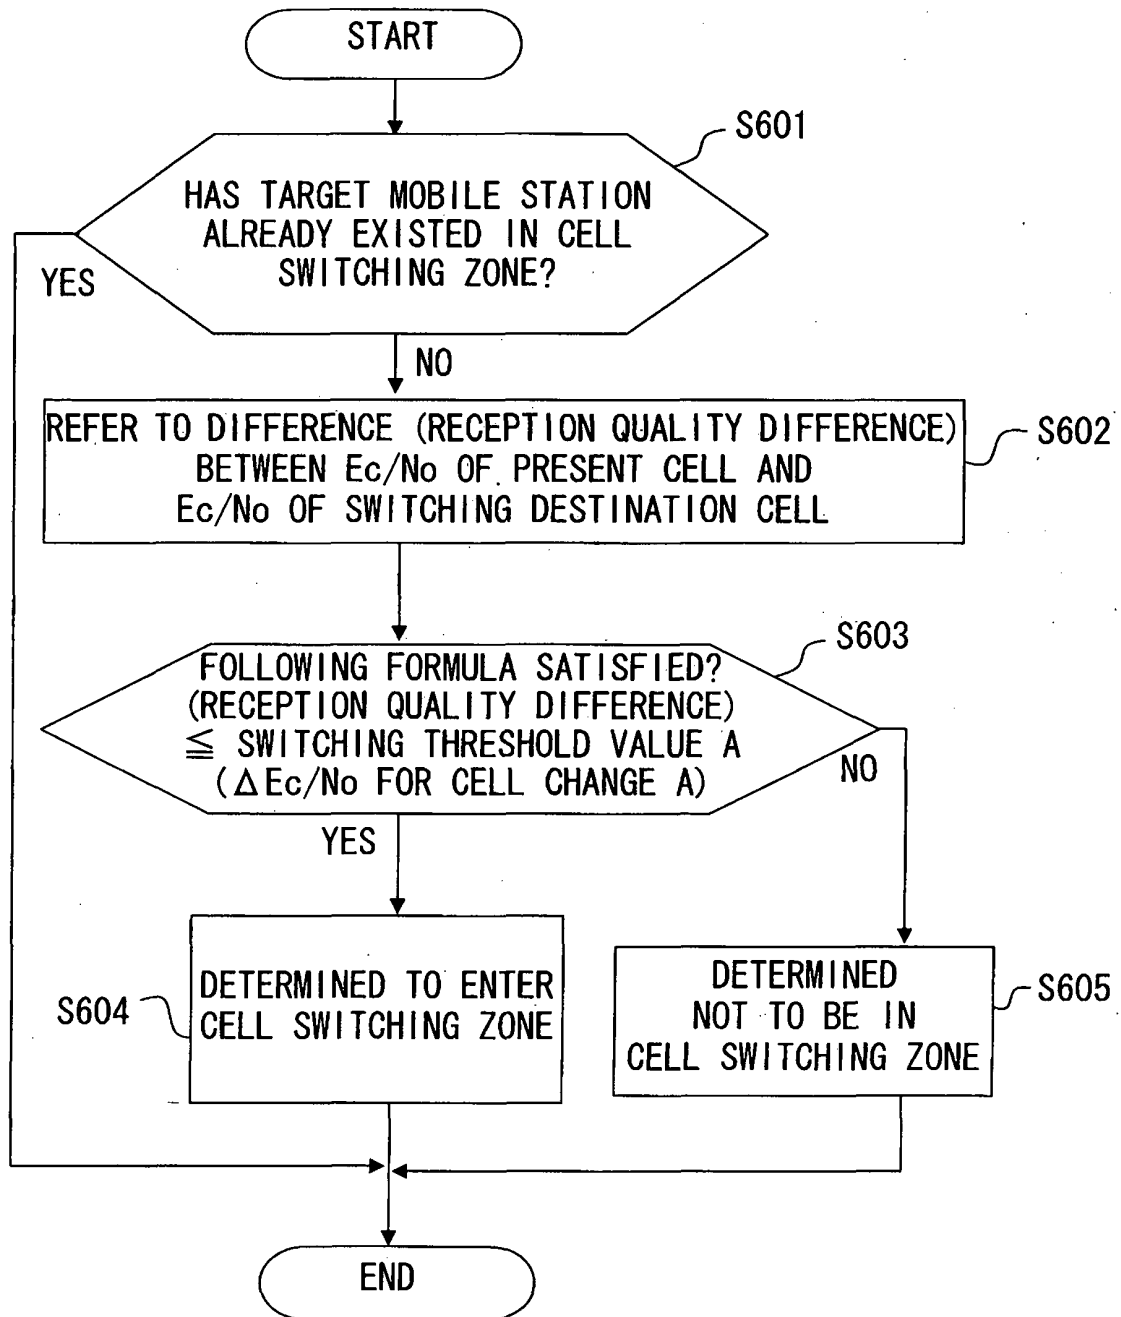 START
S601
HAS TARGET MOBILE STATION
ALREADY EXISTED IN CELL
SWITCHING ZONE?
YES
NO
REFER TO DIFFERENCE (RECEPTION QUALITY DIFFERENCE)
BETWEEN Ec/No OF PRESENT CELL AND
Ec/No OF SWITCHING DESTINATION CELL
S602
S603
FOLLOWING FORMULA SATISFIED?
(RECEPTION QUALITY DIFFERENCE)
≦ SWITCHING THRESHOLD VALUE A
(ΔEc/No FOR CELL CHANGE A)
NO
YES
S604
DETERMINED TO ENTER
CELL SWITCHING ZONE
DETERMINED
NOT TO BE IN
CELL SWITCHING ZONE
S605
END